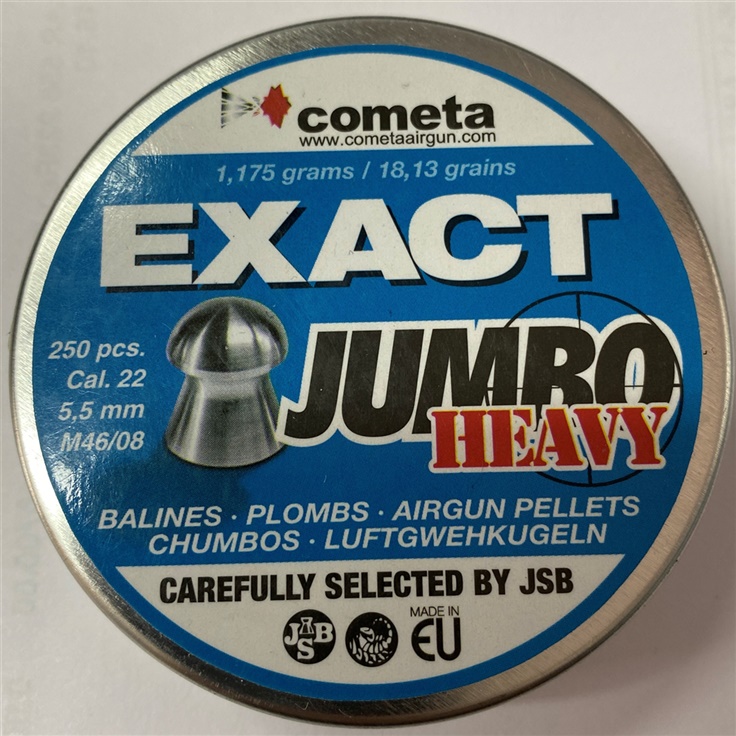 cometa
www.cometaairgun.com
1,175 grams / 18,13 grains
EXACT
JUMBO
HEAVY
250 pcs.
Cal. 22
5,5 mm
M46/08
BALINES · PLOMBS · AIRGUN PELLETS
CHUMBOS · LUFTGWEHKUGELN
CAREFULLY SELECTED BY JSB
JSB
MADE IN
EU